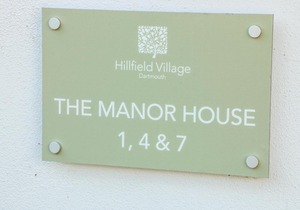 Hillfield Village
Dartmouth
THE MANOR HOUSE
1, 4 & 7